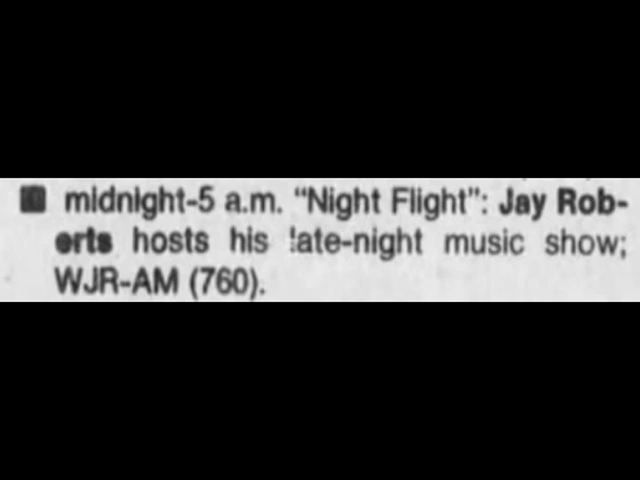 ■ midnight-5 a.m. "Night Flight": Jay Rob-
erts hosts his late-night music show;
WJR-AM (760).